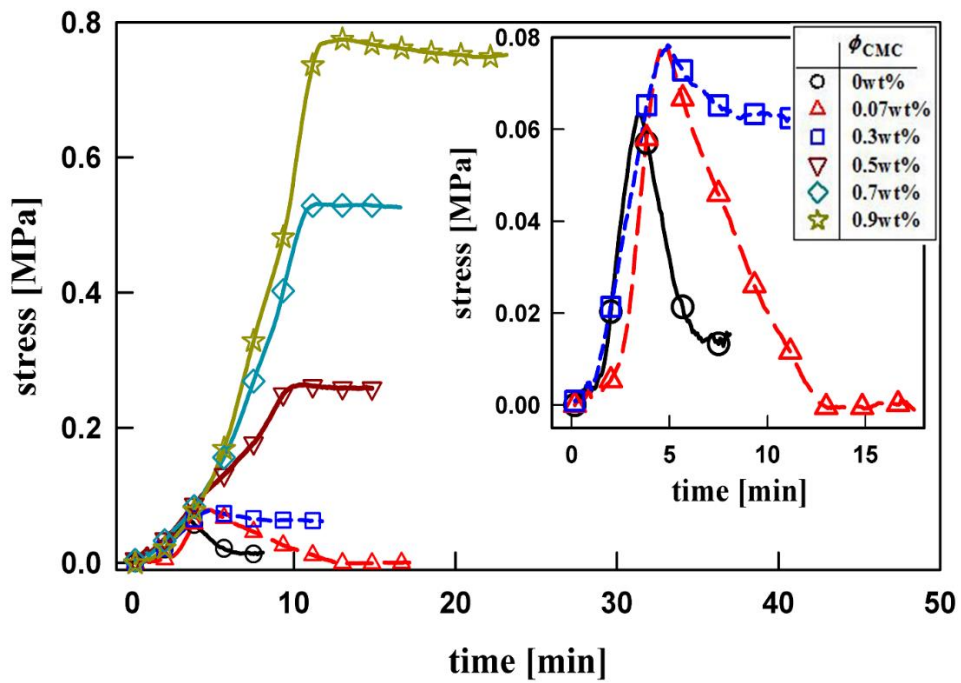 0.8
0.6
0.4
0.2
0.0
stress [MPa]
0 10 20 30 40 50
time [min]
0.08
0.06
0.04
0.02
0.00
stress [MPa]
0 5 10 15
time [min]
ϕCMC
0wt%
0.07wt%
0.3wt%
0.5wt%
0.7wt%
0.9wt%